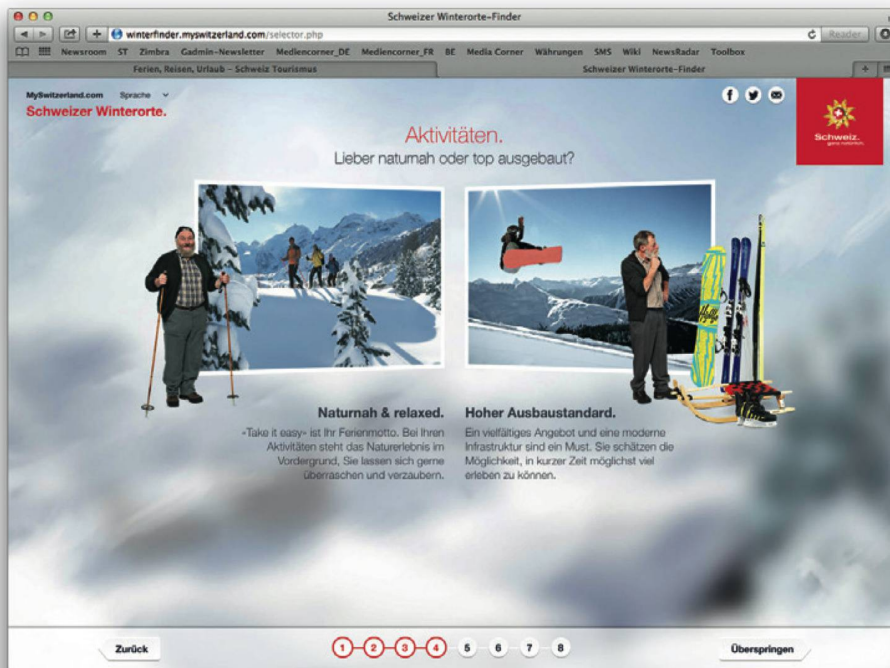 Schweizer Winterorte-Finder
winterfinder.myswitzerland.com/selector.php
Reader
Newsroom ST Zimbra Gadmin-Newsletter Mediencorner_DE Mediencorner_FR BE Media Corner Währungen SMS Wiki NewsRadar Toolbox
Ferien, Reisen, Urlaub – Schweiz Tourismus
Schweizer Winterorte-Finder
MySwitzerland.com Sprache
Schweizer Winterorte.
Schweiz.
ganz natürlich.
Aktivitäten.
Lieber naturnah oder top ausgebaut?
Naturnah & relaxed.
«Take it easy» ist Ihr Ferienmotto. Bei Ihren
Aktivitäten steht das Naturerlebnis im
Vordergrund, Sie lassen sich gerne
überraschen und verzaubern.
Hoher Ausbaustandard.
Ein vielfältiges Angebot und eine moderne
Infrastruktur sind ein Must. Sie schätzen die
Möglichkeit, in kurzer Zeit möglichst viel
erleben zu können.
Zurück
1 2 3 4 5 6 7 8
Überspringen